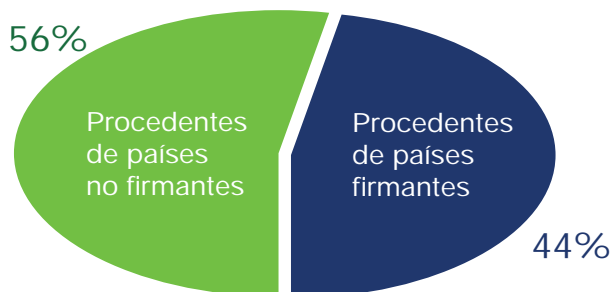 56%
Procedentes
de países
no firmantes
Procedentes
de países
firmantes
44%